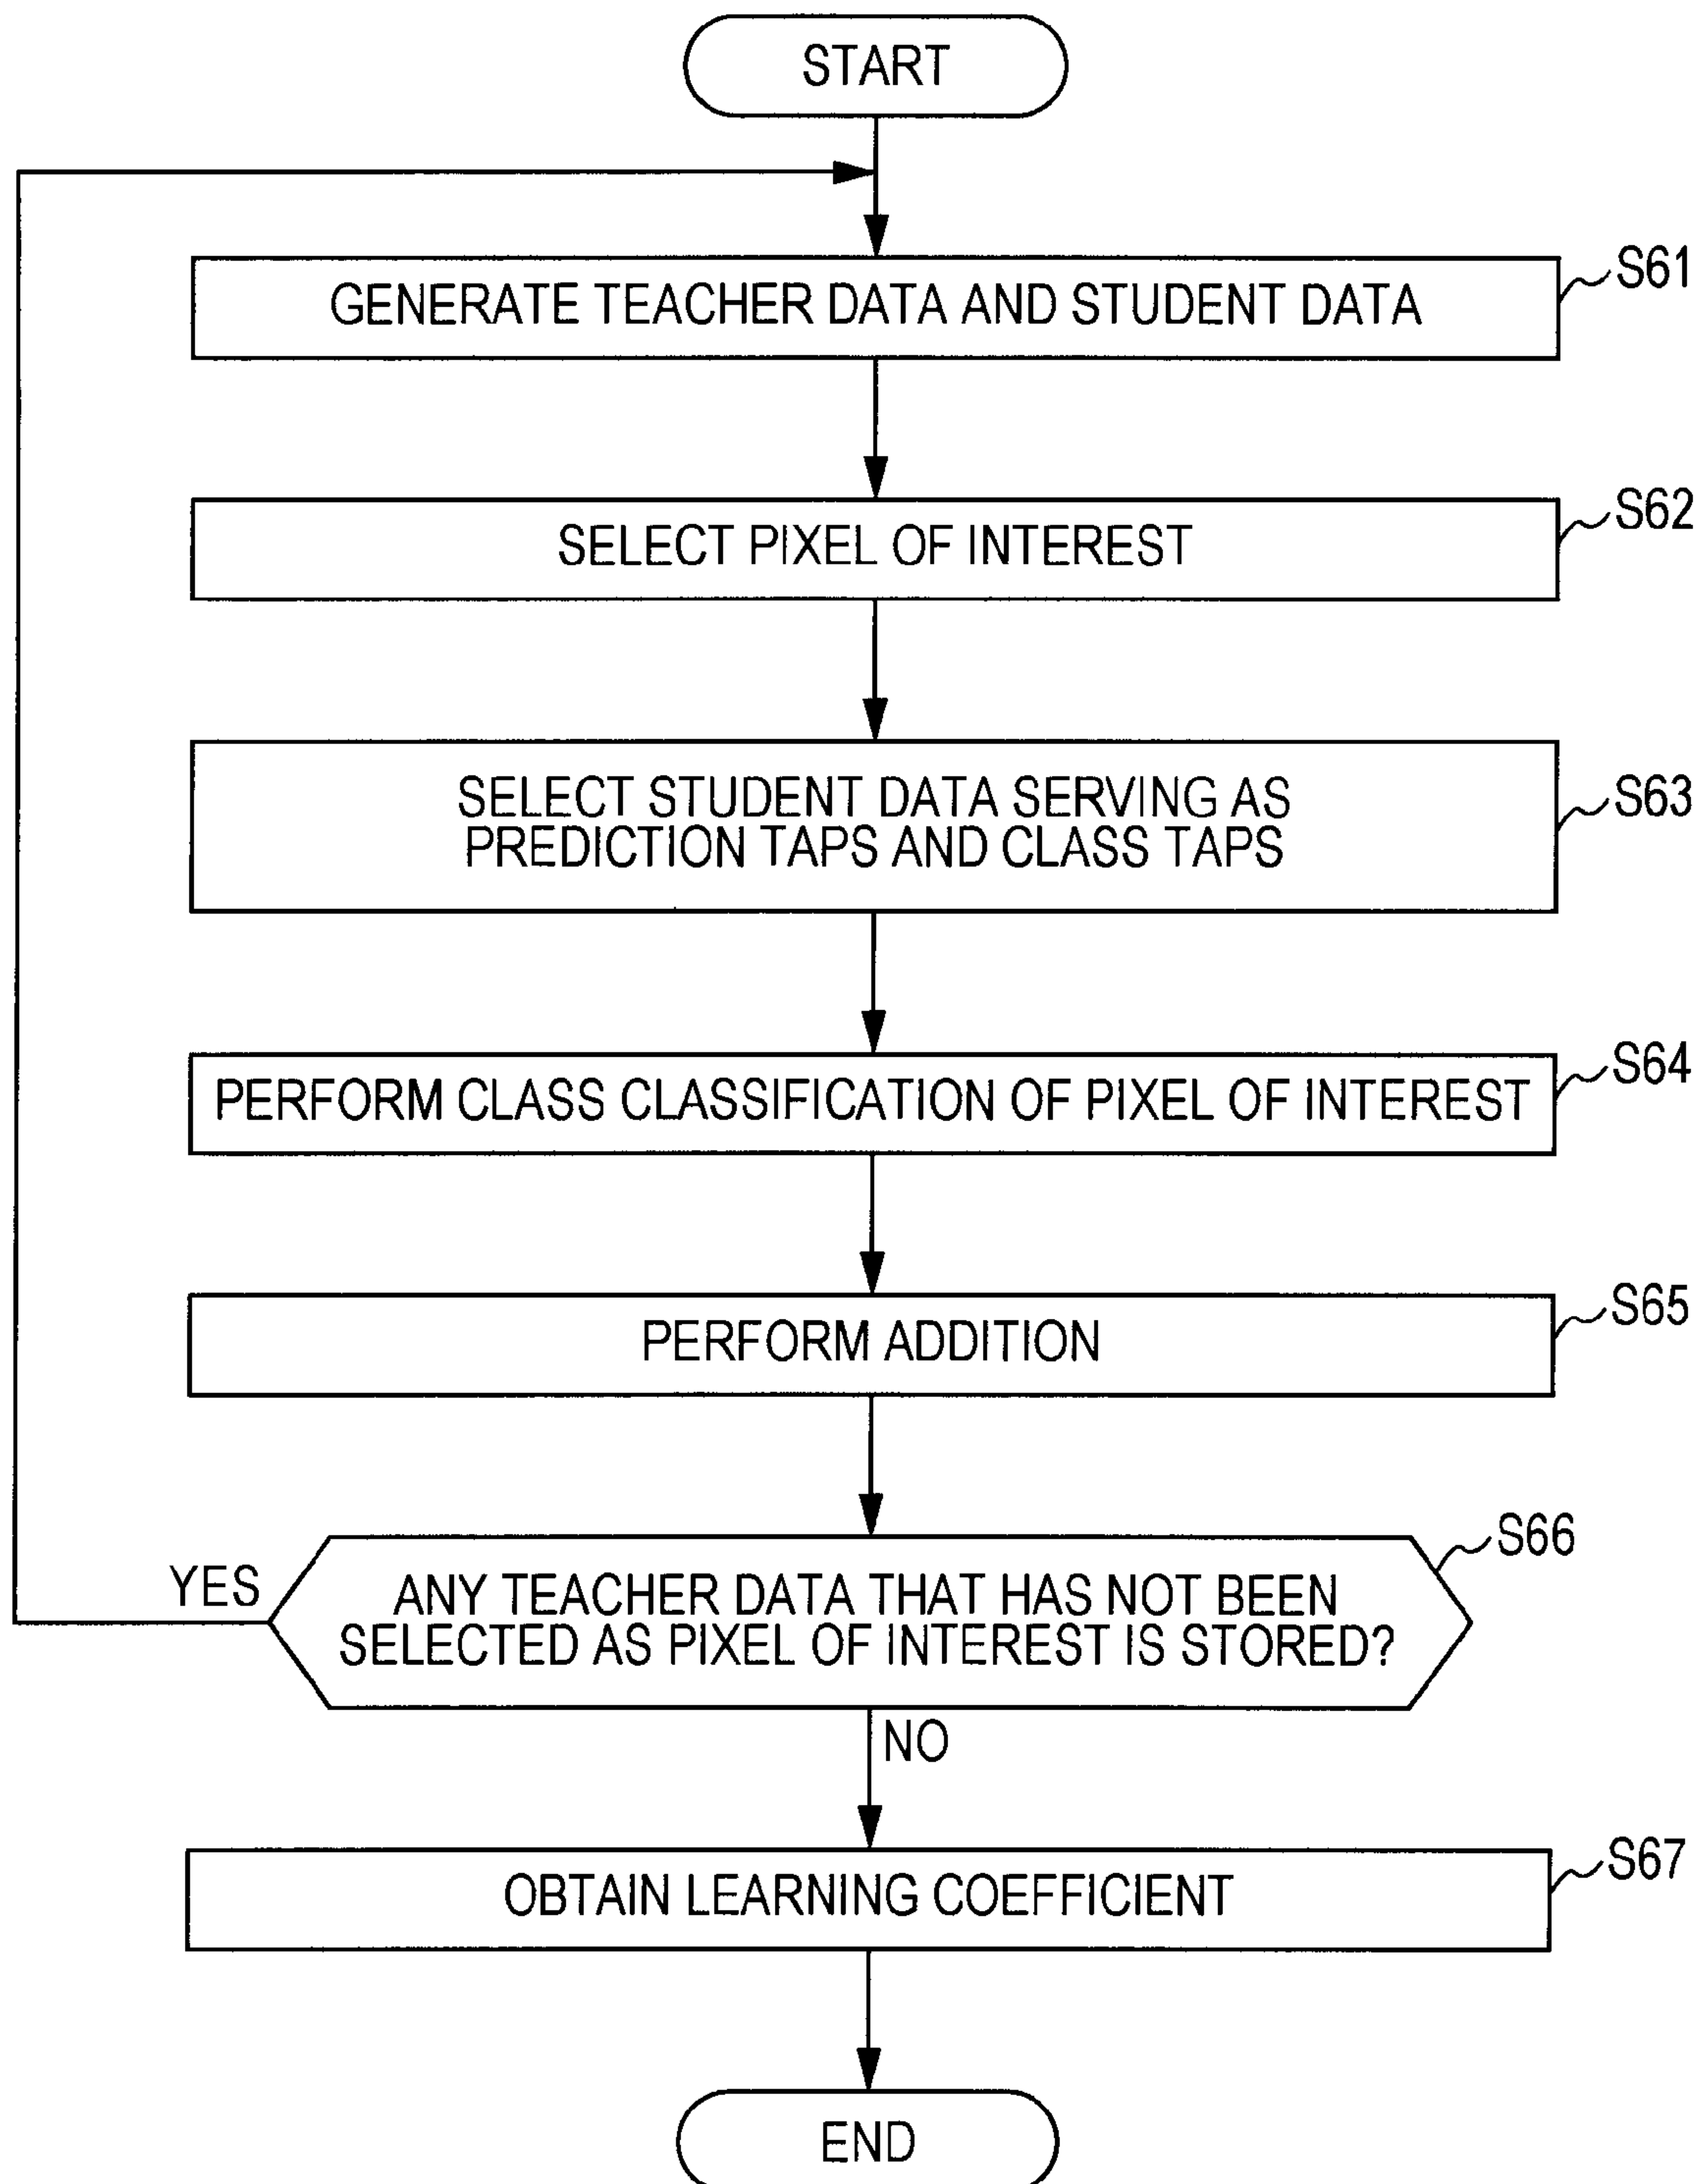 START
GENERATE TEACHER DATA AND STUDENT DATA
S61
SELECT PIXEL OF INTEREST
S62
SELECT STUDENT DATA SERVING AS
PREDICTION TAPS AND CLASS TAPS
S63
PERFORM CLASS CLASSIFICATION OF PIXEL OF INTEREST
S64
PERFORM ADDITION
S65
ANY TEACHER DATA THAT HAS NOT BEEN
SELECTED AS PIXEL OF INTEREST IS STORED?
S66
YES
NO
OBTAIN LEARNING COEFFICIENT
S67
END